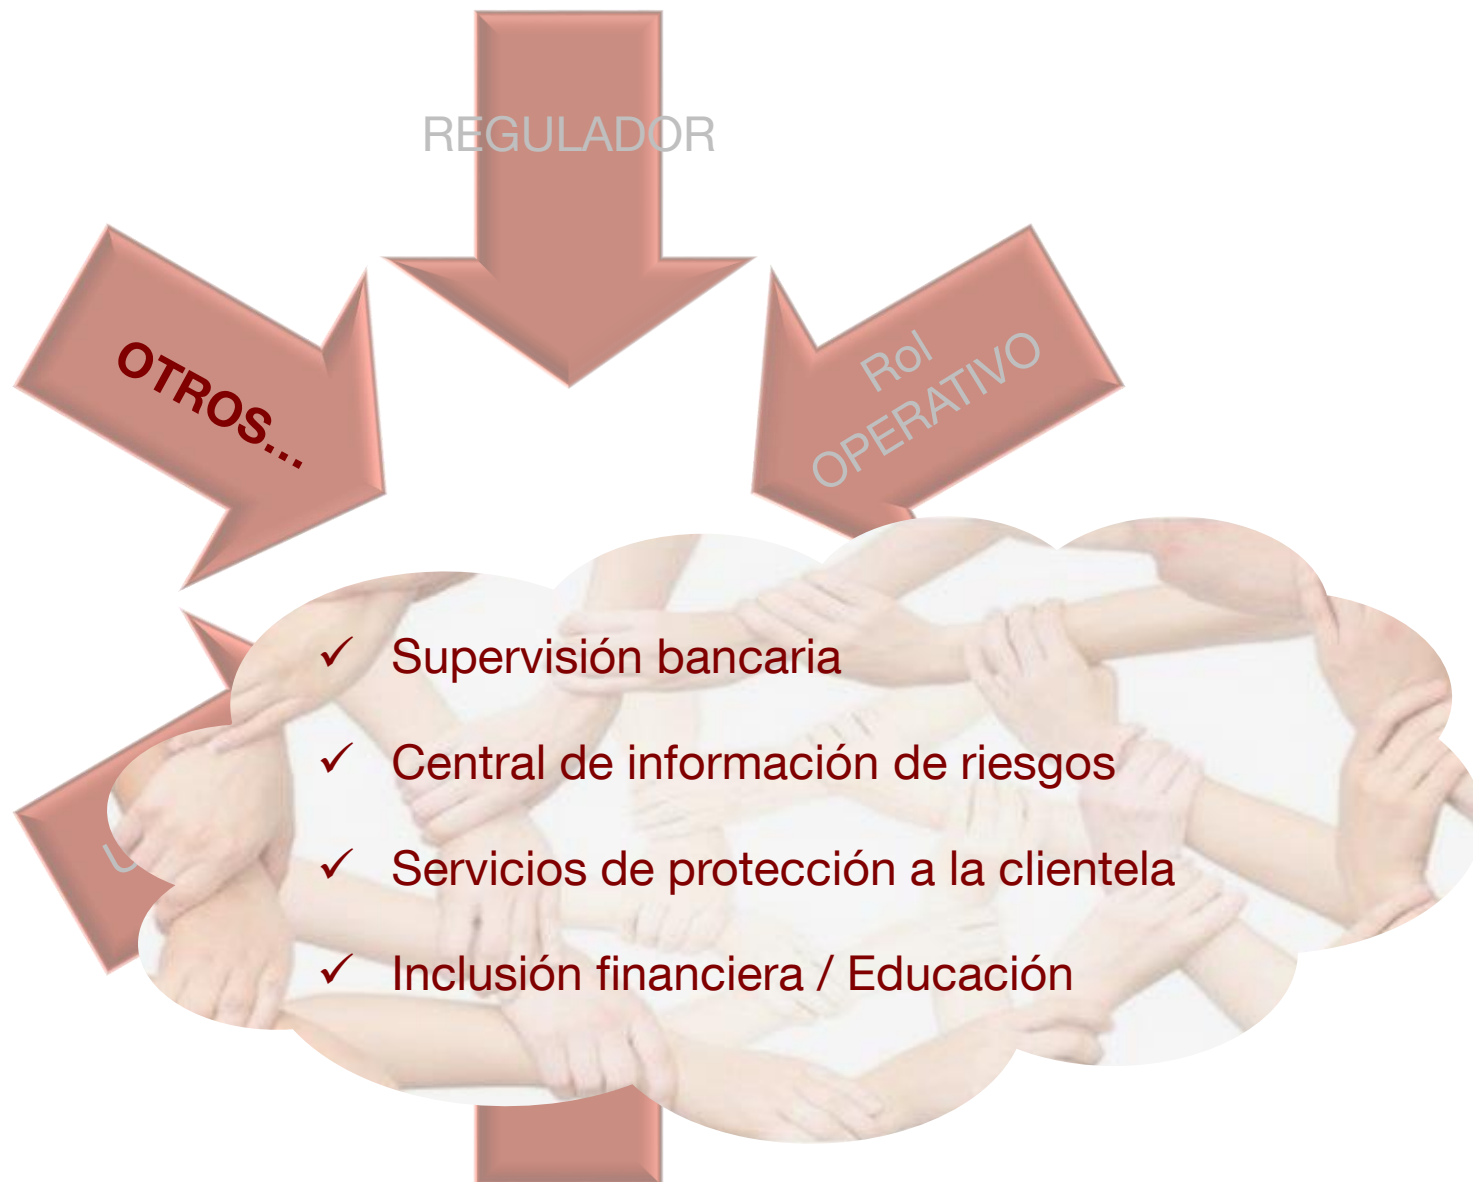 REGULADOR
OTROS...
Rol
OPERATIVO
✓ Supervisión bancaria
✓ Central de información de riesgos
✓ Servicios de protección a la clientela
✓ Inclusión financiera / Educación